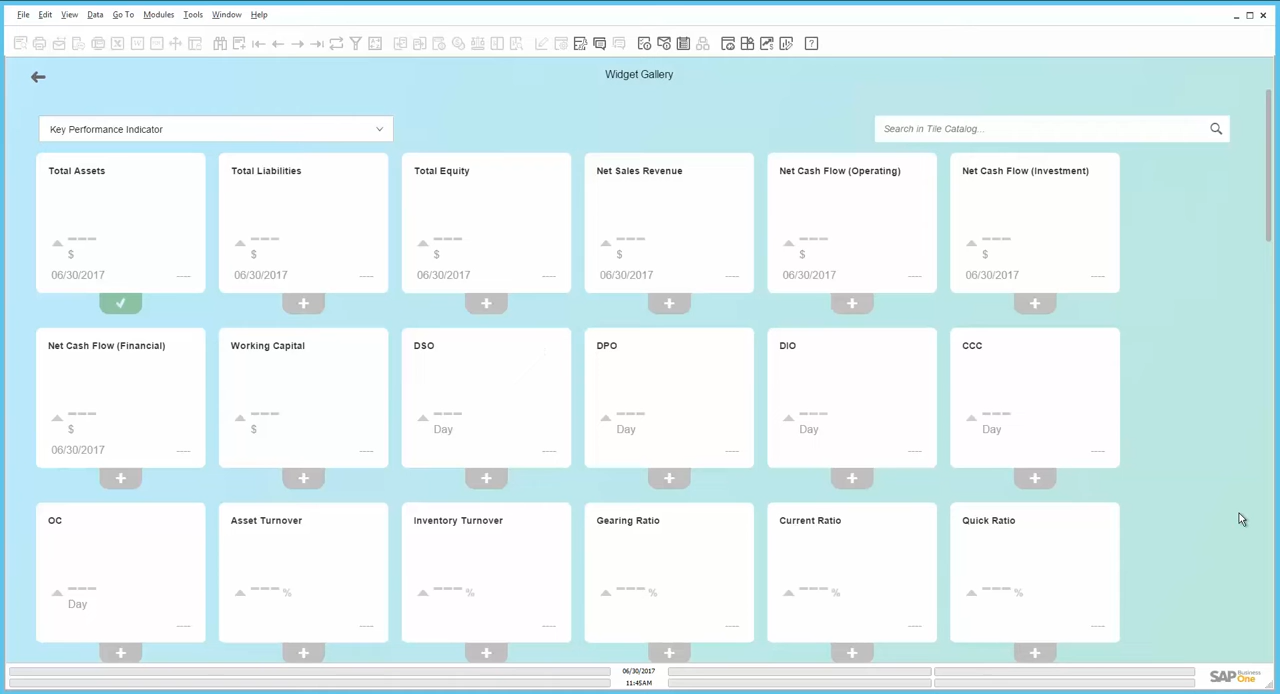 File Edit View Data Go To Modules Tools Window Help
Widget Gallery
Key Performance Indicator
Search in Tile Catalog...
Total Assets
$
06/30/2017
Total Liabilities
$
06/30/2017
Total Equity
$
06/30/2017
Net Sales Revenue
$
06/30/2017
Net Cash Flow (Operating)
$
06/30/2017
Net Cash Flow (Investment)
$
06/30/2017
Net Cash Flow (Financial)
$
06/30/2017
Working Capital
$
DSO
Day
DPO
Day
DIO
Day
CCC
Day
OC
Day
Asset Turnover
%
Inventory Turnover
%
Gearing Ratio
%
Current Ratio
%
Quick Ratio
%
06/30/2017
11:45AM
SAP Business One